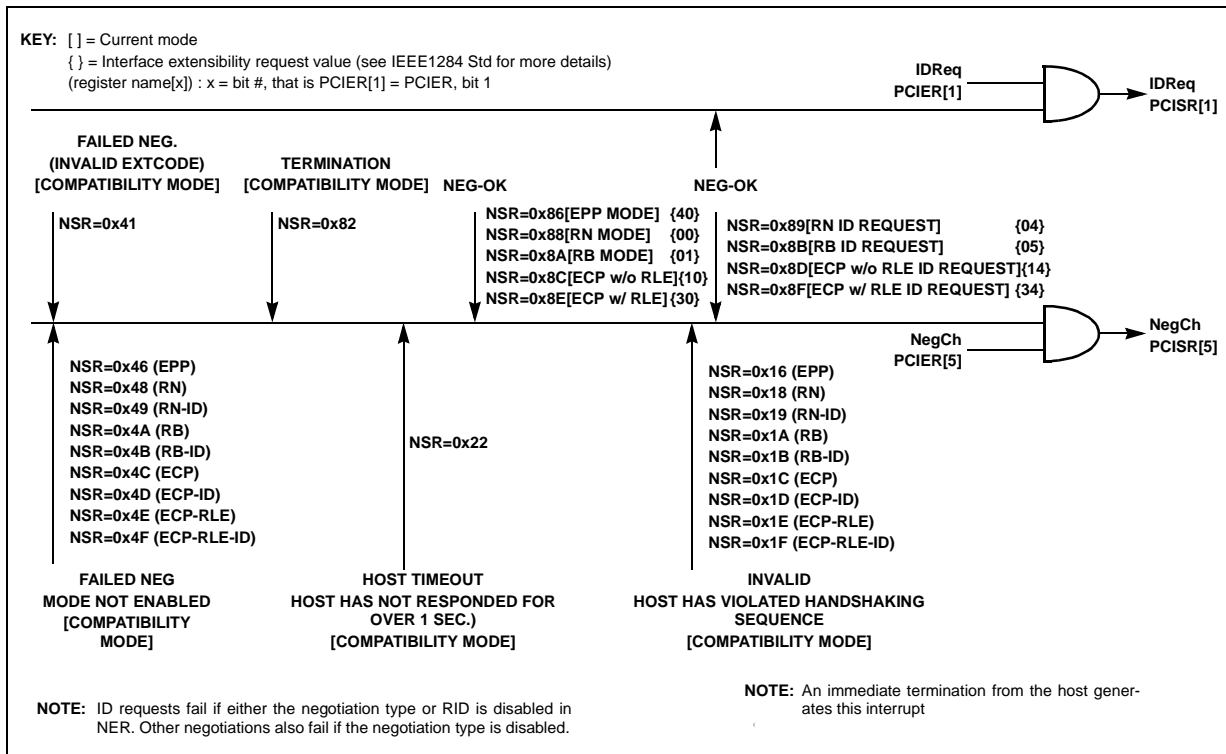 KEY: [ ] = Current mode
{ } = Interface extensibility request value (see IEEE1284 Std for more details)
(register name[x]) : x = bit #, that is PCIER[1] = PCIER, bit 1
IDReq
PCIER[1]
IDReq
PCISR[1]
FAILED NEG.
(INVALID EXTCODE)
[COMPATIBILITY MODE]
NSR=0x41
TERMINATION
[COMPATIBILITY MODE]
NSR=0x82
NEG-OK
NSR=0x86[EPP MODE] {40}
NSR=0x88[RN MODE] {00}
NSR=0x8A[RB MODE] {01}
NSR=0x8C[ECP w/o RLE]{10}
NSR=0x8E[ECP w/ RLE] {30}
NEG-OK
NSR=0x89[RN ID REQUEST] {04}
NSR=0x8B[RB ID REQUEST] {05}
NSR=0x8D[ECP w/o RLE ID REQUEST]{14}
NSR=0x8F[ECP w/ RLE ID REQUEST] {34}
NegCh
PCIER[5]
NegCh
PCISR[5]
NSR=0x46 (EPP)
NSR=0x48 (RN)
NSR=0x49 (RN-ID)
NSR=0x4A (RB)
NSR=0x4B (RB-ID)
NSR=0x4C (ECP)
NSR=0x4D (ECP-ID)
NSR=0x4E (ECP-RLE)
NSR=0x4F (ECP-RLE-ID)
FAILED NEG
MODE NOT ENABLED
[COMPATIBILITY
MODE]
NSR=0x22
HOST TIMEOUT
HOST HAS NOT RESPONDED FOR
OVER 1 SEC.)
[COMPATIBILITY MODE]
NSR=0x16 (EPP)
NSR=0x18 (RN)
NSR=0x19 (RN-ID)
NSR=0x1A (RB)
NSR=0x1B (RB-ID)
NSR=0x1C (ECP)
NSR=0x1D (ECP-ID)
NSR=0x1E (ECP-RLE)
NSR=0x1F (ECP-RLE-ID)
INVALID
HOST HAS VIOLATED HANDSHAKING
SEQUENCE
[COMPATIBILITY MODE]
NOTE: ID requests fail if either the negotiation type or RID is disabled in
NER. Other negotiations also fail if the negotiation type is disabled.
NOTE: An immediate termination from the host gener-
ates this interrupt